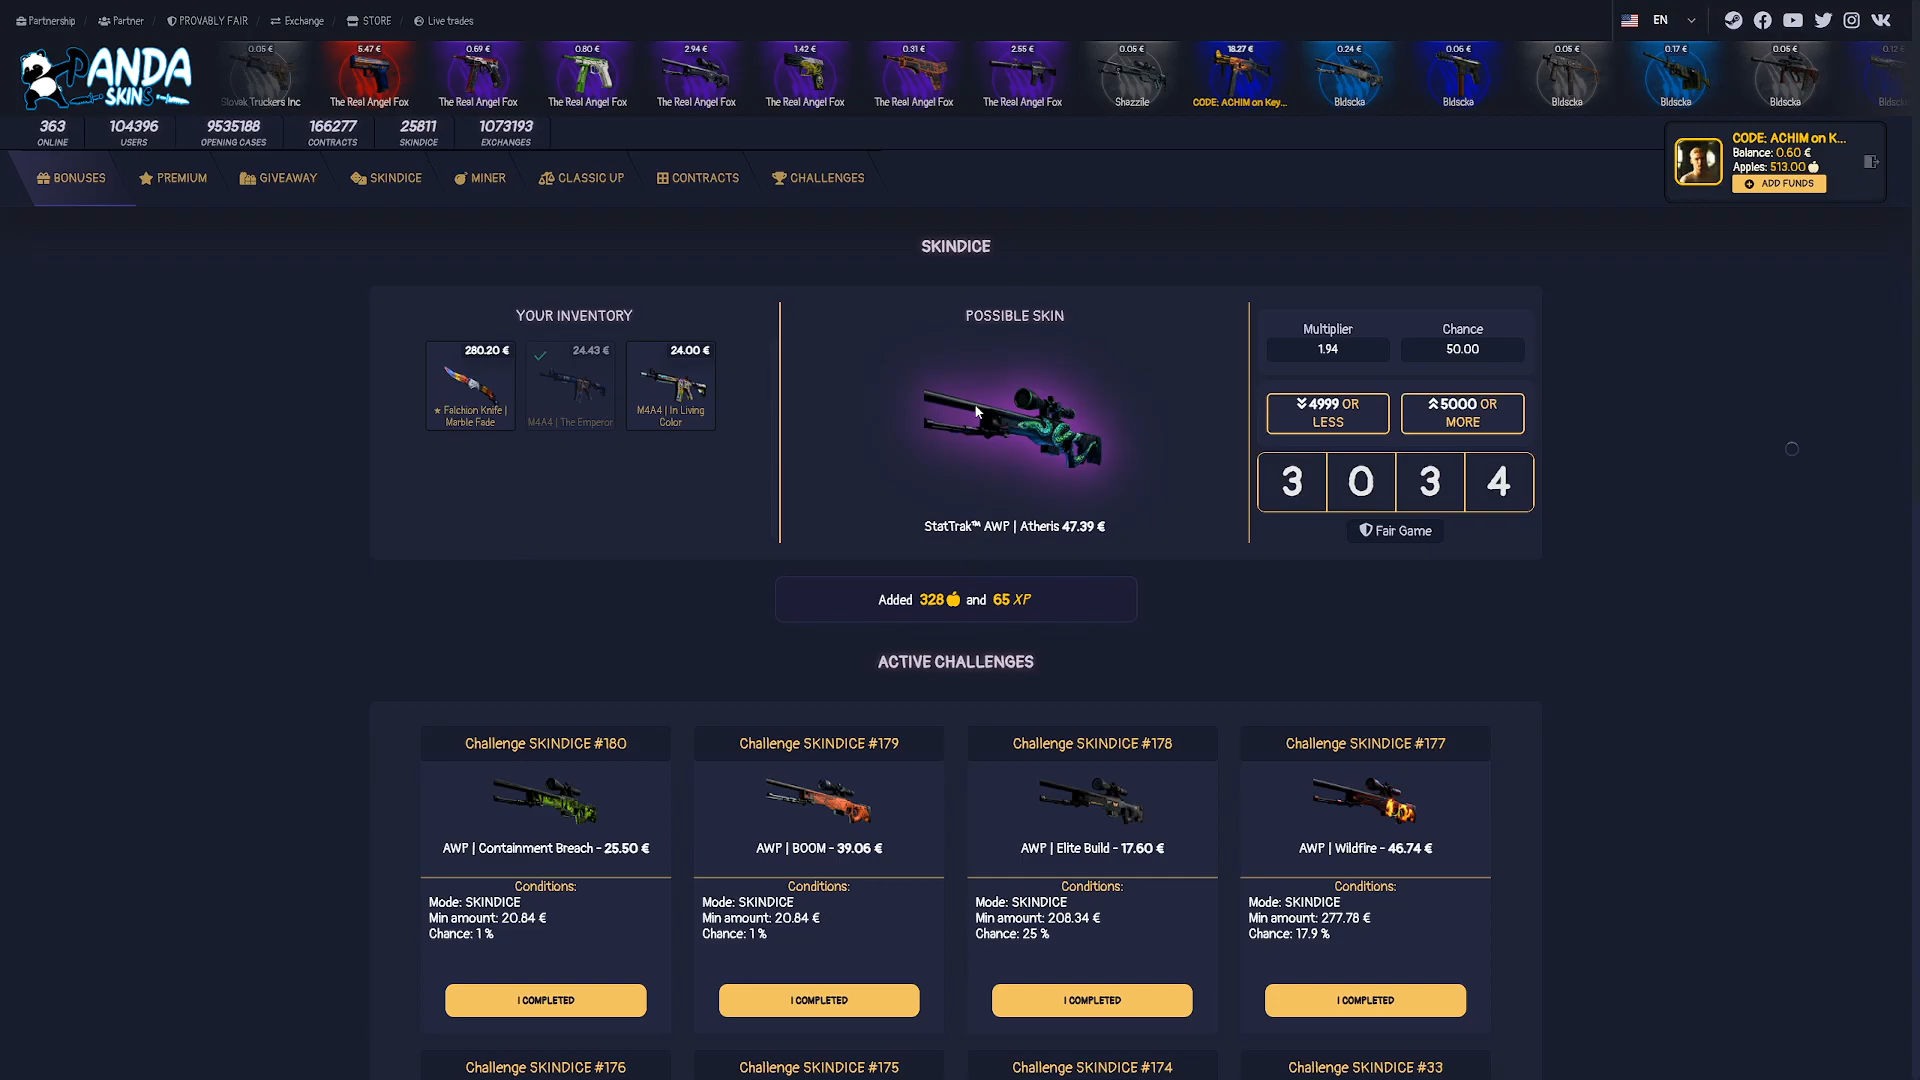 Partnership / Partner / PROVABLY FAIR / Exchange / STORE / Live trades
EN
PANDA SKINS
0.05 €
Slovak Truckers Inc
5.47 €
The Real Angel Fox
0.69 €
The Real Angel Fox
0.80 €
The Real Angel Fox
2.94 €
The Real Angel Fox
1.42 €
The Real Angel Fox
0.31 €
The Real Angel Fox
2.55 €
The Real Angel Fox
0.05 €
Shazzile
18.27 €
CODE: ACHIM on Key...
0.24 €
Bldscka
0.06 €
Bldscka
0.05 €
Bldscka
0.17 €
Bldscka
0.05 €
Bldscka
0.12 €
363
ONLINE
104396
USERS
9535188
OPENING CASES
166277
CONTRACTS
25811
SKINDICE
1073193
EXCHANGES
CODE: ACHIM on K...
Balance: 0.60 €
Apples: 513.00
ADD FUNDS
BONUSES
PREMIUM
GIVEAWAY
SKINDICE
MINER
CLASSIC UP
CONTRACTS
CHALLENGES
SKINDICE
YOUR INVENTORY
280.20 €
★ Falchion Knife |
Marble Fade
24.43 €
M4A4 | The Emperor
24.00 €
M4A4 | In Living
Color
POSSIBLE SKIN
StatTrak™ AWP | Atheris 47.39 €
Multiplier
1.94
Chance
50.00
4999 OR
LESS
5000 OR
MORE
3 0 3 4
Fair Game
Added 328 and 65 XP
ACTIVE CHALLENGES
Challenge SKINDICE #180
AWP | Containment Breach - 25.50 €
Conditions:
Mode: SKINDICE
Min amount: 20.84 €
Chance: 1 %
I COMPLETED
Challenge SKINDICE #179
AWP | BOOM - 39.06 €
Conditions:
Mode: SKINDICE
Min amount: 20.84 €
Chance: 1 %
I COMPLETED
Challenge SKINDICE #178
AWP | Elite Build - 17.60 €
Conditions:
Mode: SKINDICE
Min amount: 208.34 €
Chance: 25 %
I COMPLETED
Challenge SKINDICE #177
AWP | Wildfire - 46.74 €
Conditions:
Mode: SKINDICE
Min amount: 277.78 €
Chance: 17.9 %
I COMPLETED
Challenge SKINDICE #176
Challenge SKINDICE #175
Challenge SKINDICE #174
Challenge SKINDICE #33